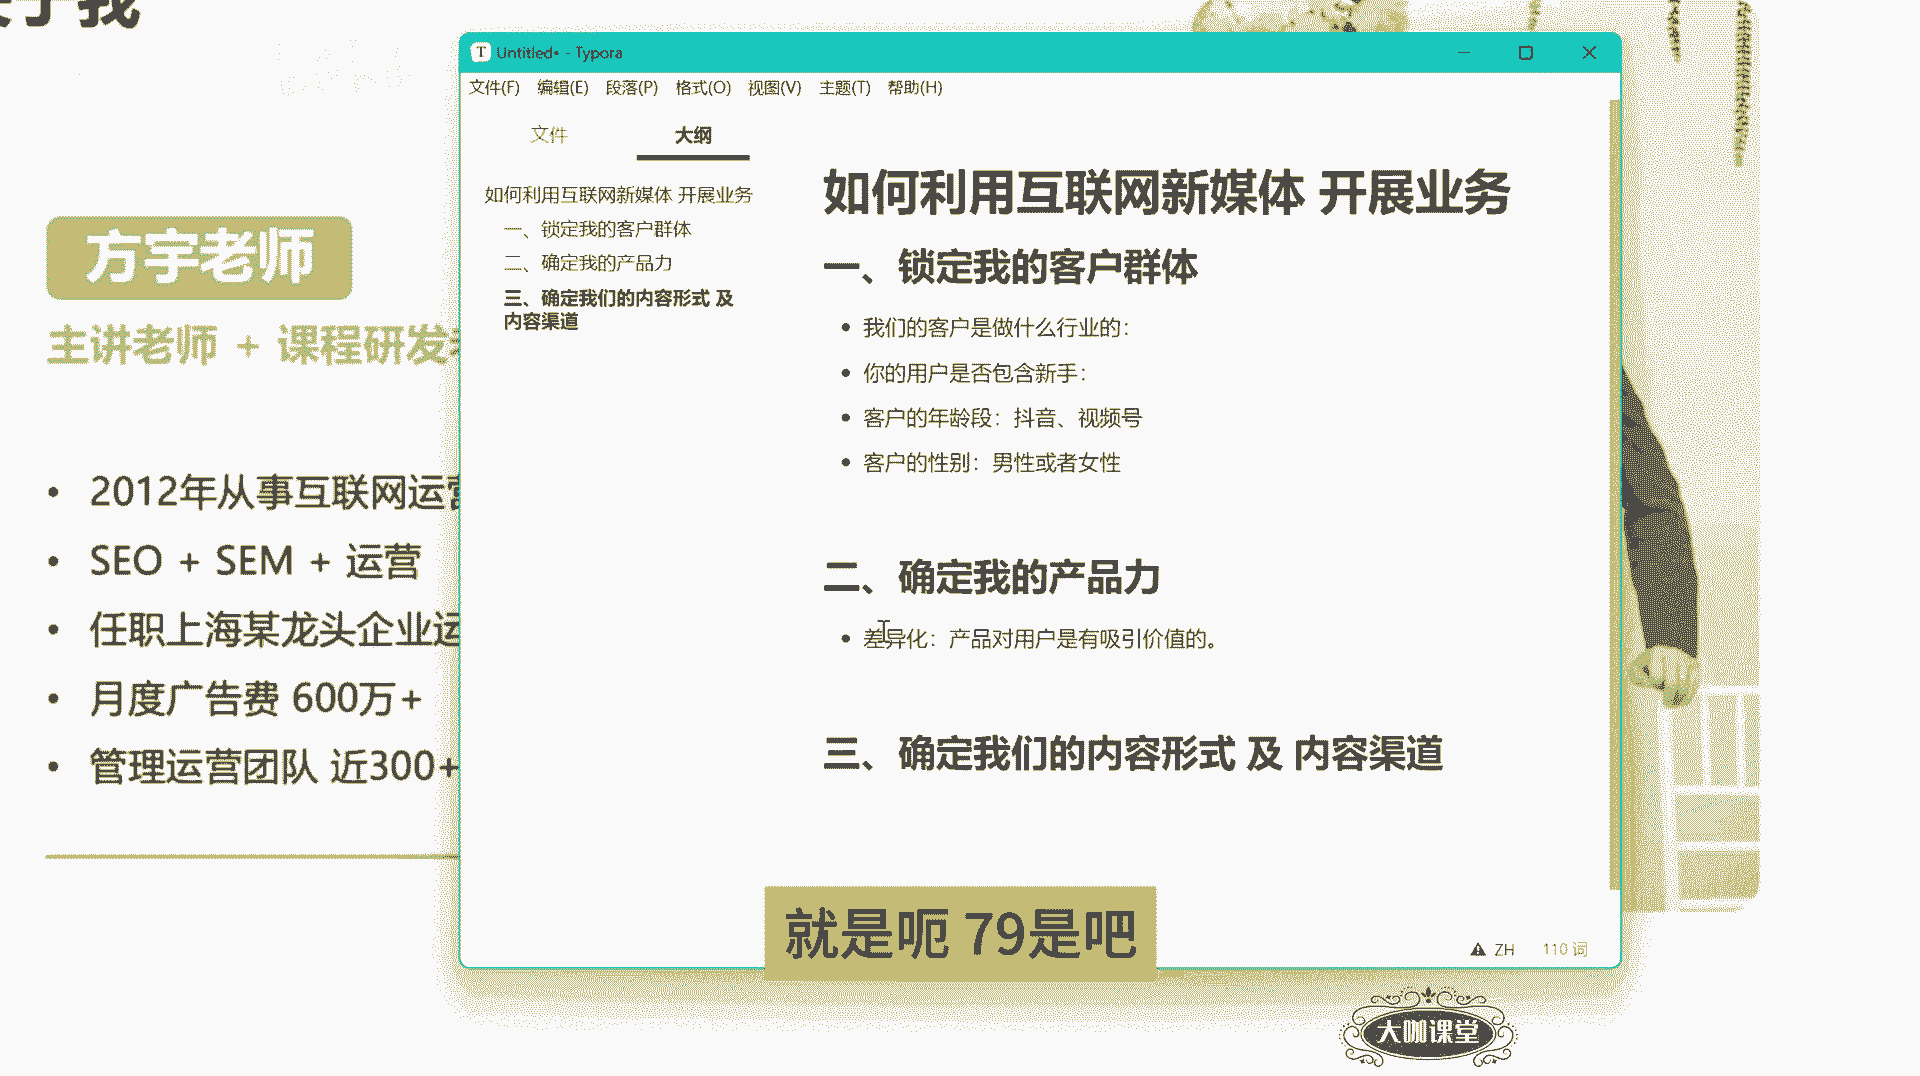 关于我
方宇老师
主讲老师 + 课程研发
• 2012年从事互联网运营
• SEO + SEM + 运营
• 任职上海某龙头企业运
• 月度广告费 600万+
• 管理运营团队 近300+
Untitled• - Typora
文件(F) 编辑(E) 段落(P) 格式(O) 视图(V) 主题(T) 帮助(H)
文件 大纲
如何利用互联网新媒体 开展业务
一、锁定我的客户群体
二、确定我的产品力
三、确定我们的内容形式 及
内容渠道
如何利用互联网新媒体 开展业务
一、锁定我的客户群体
• 我们的客户是做什么行业的：
• 你的用户是否包含新手：
• 客户的年龄段：抖音、视频号
• 客户的性别：男性或者女性
二、确定我的产品力
• 差异化：产品对用户是有吸引价值的。
三、确定我们的内容形式 及 内容渠道
ZH 110 词
就是呃 79是吧
大咖课堂